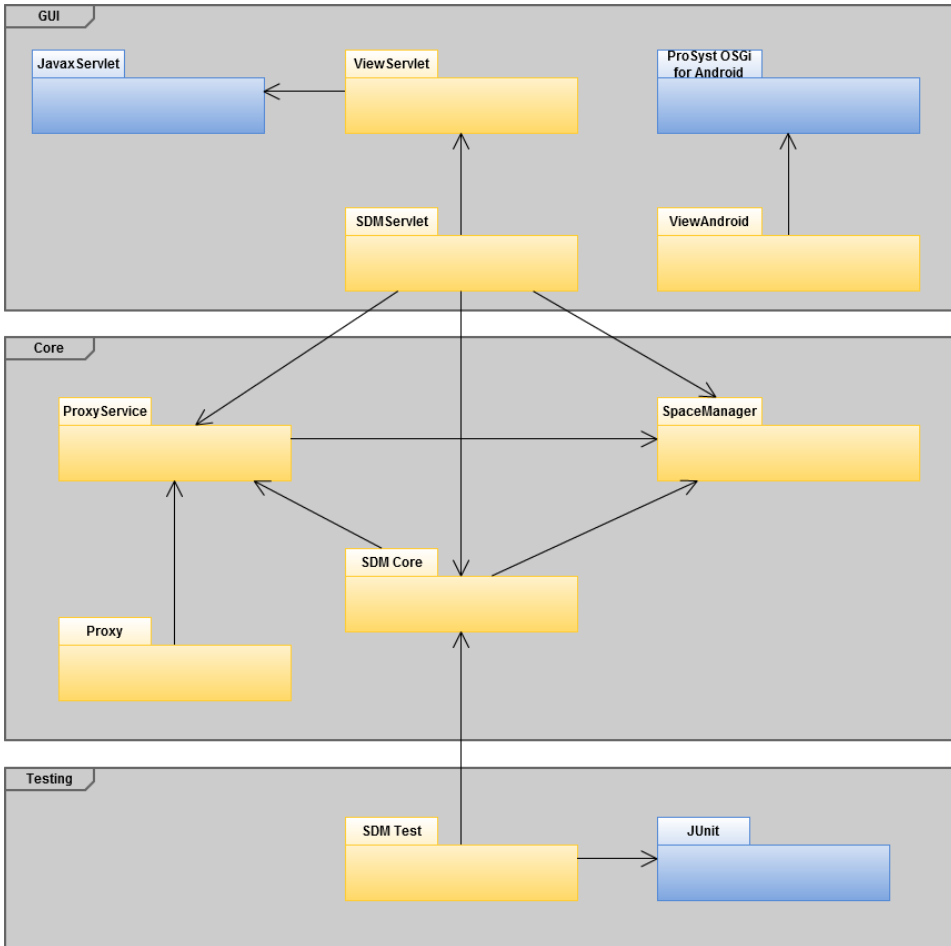 GUI
JavaxServlet
ViewServlet
ProSyst OSGi
for Android
SDMServlet
ViewAndroid
Core
ProxyService
SpaceManager
SDM Core
Proxy
Testing
SDM Test
JUnit